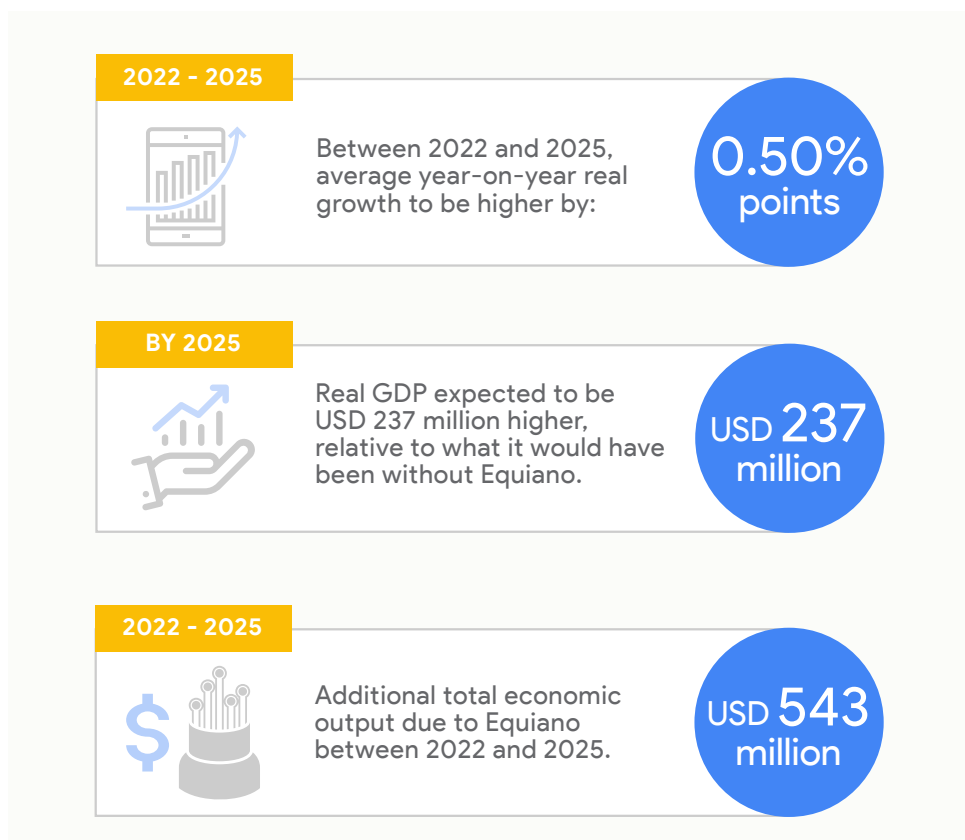 2022 - 2025
Between 2022 and 2025,
average year-on-year real
growth to be higher by:
0.50%
points
BY 2025
Real GDP expected to be
USD 237 million higher,
relative to what it would have
been without Equiano.
USD 237
million
2022 - 2025
Additional total economic
output due to Equiano
between 2022 and 2025.
USD 543
million